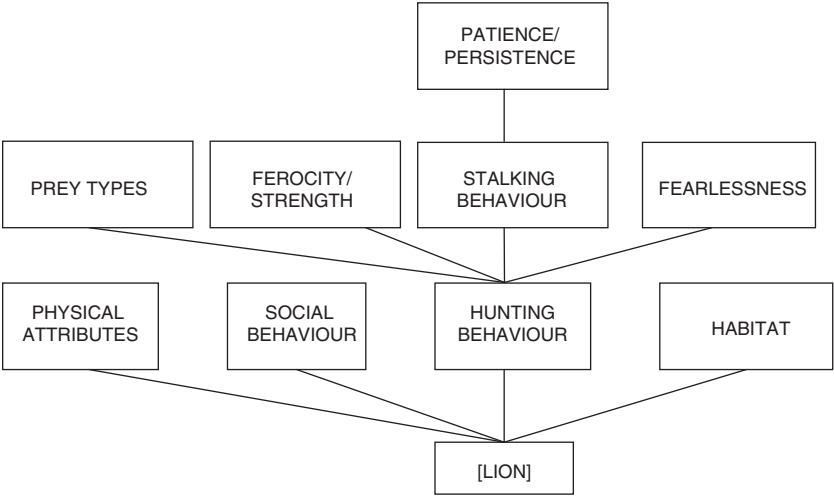 PATIENCE/
PERSISTENCE
PREY TYPES
FEROCITY/
STRENGTH
STALKING
BEHAVIOUR
FEARLESSNESS
PHYSICAL
ATTRIBUTES
SOCIAL
BEHAVIOUR
HUNTING
BEHAVIOUR
HABITAT
[LION]